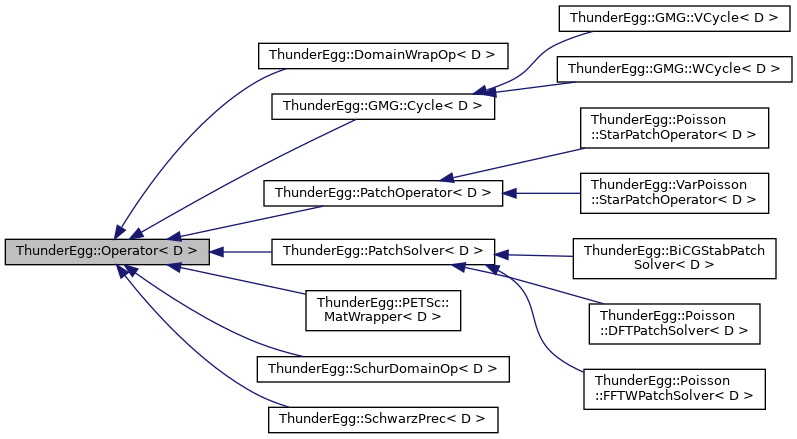 ThunderEgg::GMG::VCycle< D >
ThunderEgg::DomainWrapOp< D >
ThunderEgg::GMG::WCycle< D >
ThunderEgg::GMG::Cycle< D >
ThunderEgg::Poisson
::StarPatchOperator< D >
ThunderEgg::PatchOperator< D >
ThunderEgg::VarPoisson
::StarPatchOperator< D >
ThunderEgg::Operator< D >
ThunderEgg::PatchSolver< D >
ThunderEgg::BiCGStabPatch
Solver< D >
ThunderEgg::PETSc::
MatWrapper< D >
ThunderEgg::Poisson
::DFTPatchSolver< D >
ThunderEgg::SchurDomainOp< D >
ThunderEgg::Poisson
::FFTWPatchSolver< D >
ThunderEgg::SchwarzPrec< D >